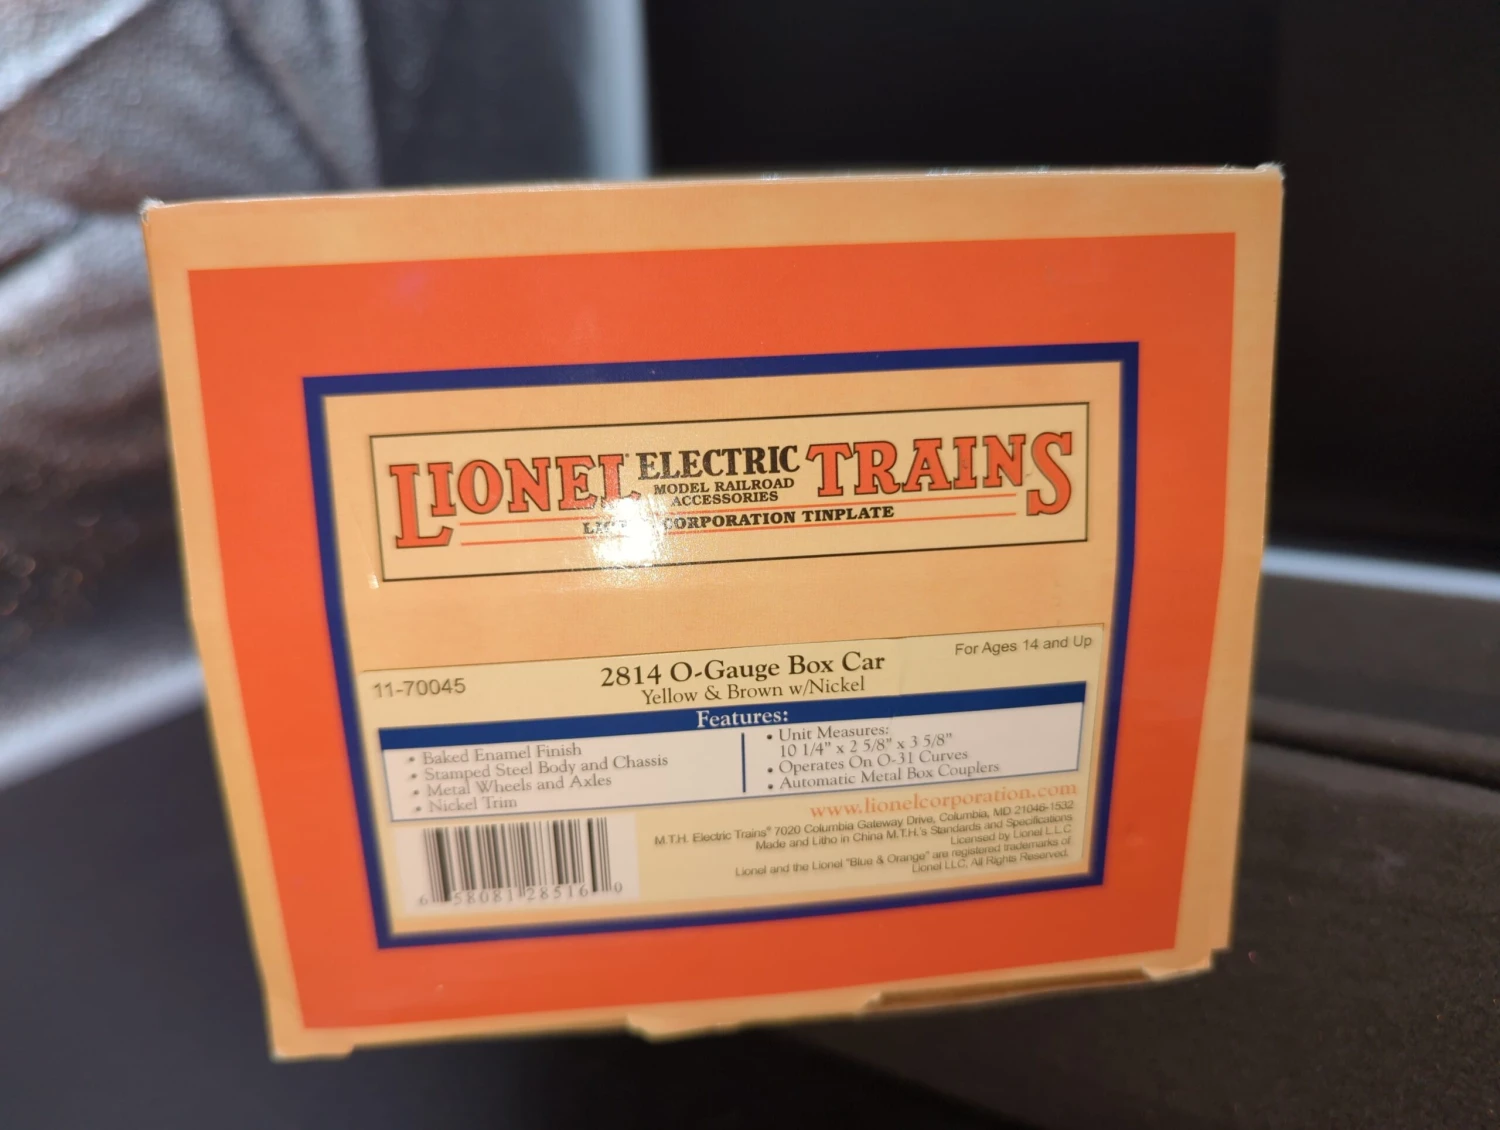 LIONEL ELECTRIC TRAINS
MODEL RAILROAD
ACCESSORIES
CORPORATION TINPLATE
11-70045
2814 O-Gauge Box Car
For Ages 14 and Up
Yellow & Brown w/Nickel
Features:
• Baked Enamel Finish
• Stamped Steel Body and Chassis
• Metal Wheels and Axles
• Nickel Trim
• Unit Measures:
10 1/4" x 2 5/8" x 3 5/8"
• Operates On O-31 Curves
• Automatic Metal Box Couplers
www.lionelcorporation.com
M.T.H. Electric Trains® 7020 Columbia Gateway Drive, Columbia, MD 21046-1532
Made and Litho in China M.T.H.'s Standards and Specifications
Licensed by Lionel L.L.C
Lionel and the Lionel "Blue & Orange" are registered trademarks of
Lionel LLC, All Rights Reserved.
6 58081 28516 0